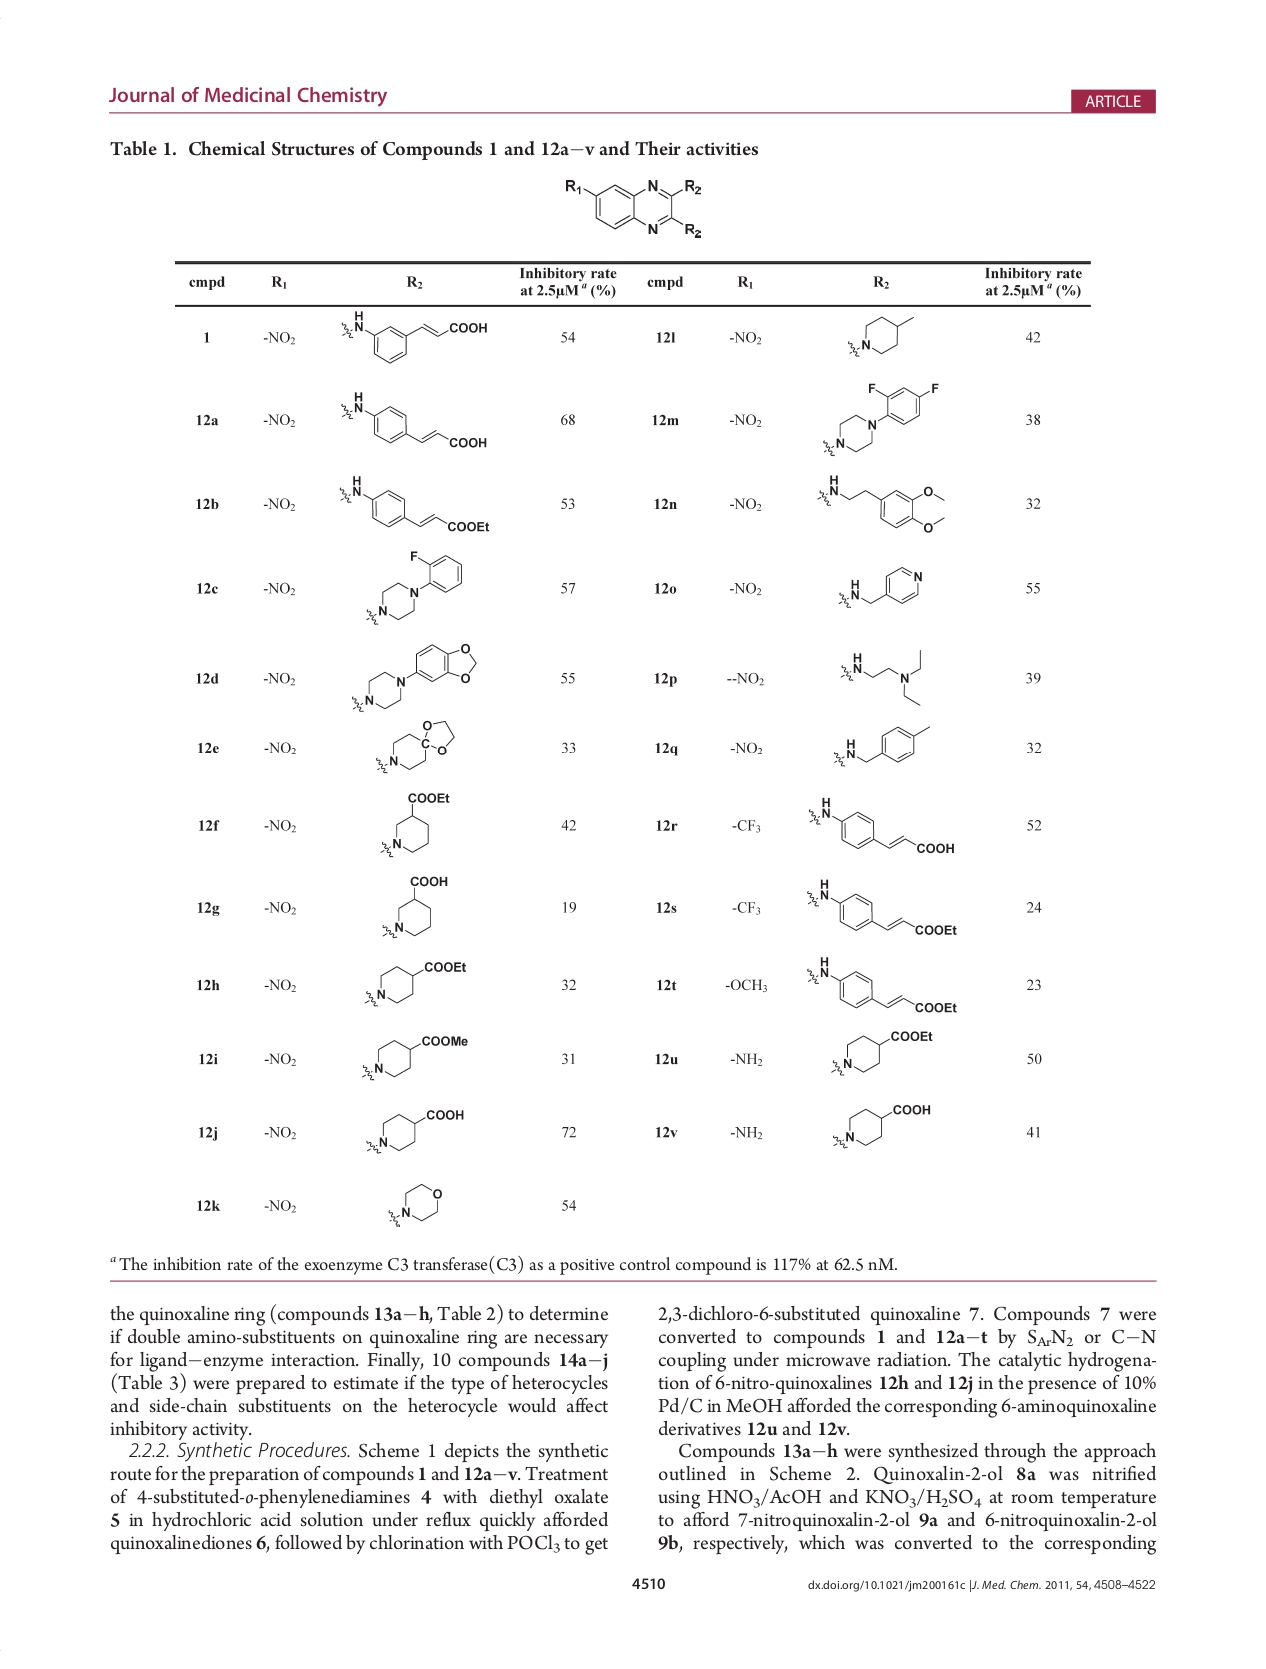 Journal of Medicinal Chemistry
ARTICLE
Table 1. Chemical Structures of Compounds 1 and 12a−v and Their activities
R1 N R2
N R2
cmpd R1 R2 Inhibitory rate at 2.5μM a (%) cmpd R1 R2 Inhibitory rate at 2.5μM a (%)
1 -NO2 H N COOH 54 12l -NO2 N 42
12a -NO2 H N COOH 68 12m -NO2 F F N N 38
12b -NO2 H N COOEt 53 12n -NO2 H N O O 32
12c -NO2 F N N 57 12o -NO2 H N N 55
12d -NO2 O O N N 55 12p --NO2 H N N 39
12e -NO2 O C O N 33 12q -NO2 H N 32
12f -NO2 COOEt N 42 12r -CF3 H N COOH 52
12g -NO2 COOH N 19 12s -CF3 H N COOEt 24
12h -NO2 COOEt N 32 12t -OCH3 H N COOEt 23
12i -NO2 COOMe N 31 12u -NH2 COOEt N 50
12j -NO2 COOH N 72 12v -NH2 COOH N 41
12k -NO2 O N 54
a The inhibition rate of the exoenzyme C3 transferase(C3) as a positive control compound is 117% at 62.5 nM.
the quinoxaline ring (compounds 13a−h, Table 2) to determine
if double amino-substituents on quinoxaline ring are necessary
for ligand−enzyme interaction. Finally, 10 compounds 14a−j
(Table 3) were prepared to estimate if the type of heterocycles
and side-chain substituents on the heterocycle would affect
inhibitory activity.
2.2.2. Synthetic Procedures. Scheme 1 depicts the synthetic
route for the preparation of compounds 1 and 12a−v. Treatment
of 4-substituted-o-phenylenediamines 4 with diethyl oxalate
5 in hydrochloric acid solution under reflux quickly afforded
quinoxalinediones 6, followed by chlorination with POCl3 to get
2,3-dichloro-6-substituted quinoxaline 7. Compounds 7 were
converted to compounds 1 and 12a−t by SArN2 or C−N
coupling under microwave radiation. The catalytic hydrogena-
tion of 6-nitro-quinoxalines 12h and 12j in the presence of 10%
Pd/C in MeOH afforded the corresponding 6-aminoquinoxaline
derivatives 12u and 12v.
Compounds 13a−h were synthesized through the approach
outlined in Scheme 2. Quinoxalin-2-ol 8a was nitrified
using HNO3/AcOH and KNO3/H2SO4 at room temperature
to afford 7-nitroquinoxalin-2-ol 9a and 6-nitroquinoxalin-2-ol
9b, respectively, which was converted to the corresponding
4510
dx.doi.org/10.1021/jm200161c |J. Med. Chem. 2011, 54, 4508–4522